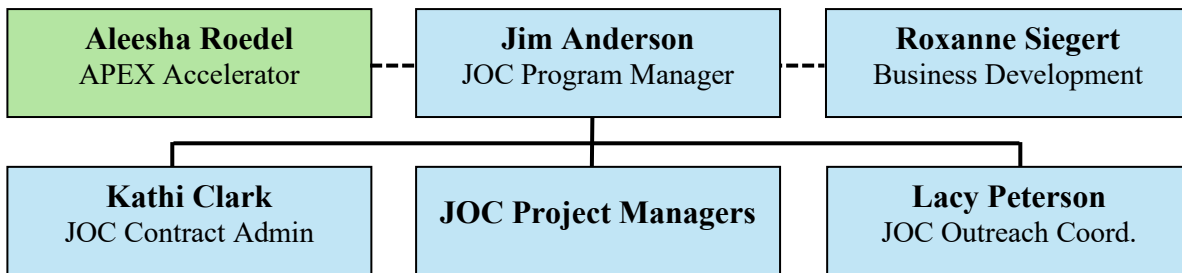 Aleesha Roedel
APEX Accelerator
Jim Anderson
JOC Program Manager
Roxanne Siegert
Business Development
Kathi Clark
JOC Contract Admin
JOC Project Managers
Lacy Peterson
JOC Outreach Coord.